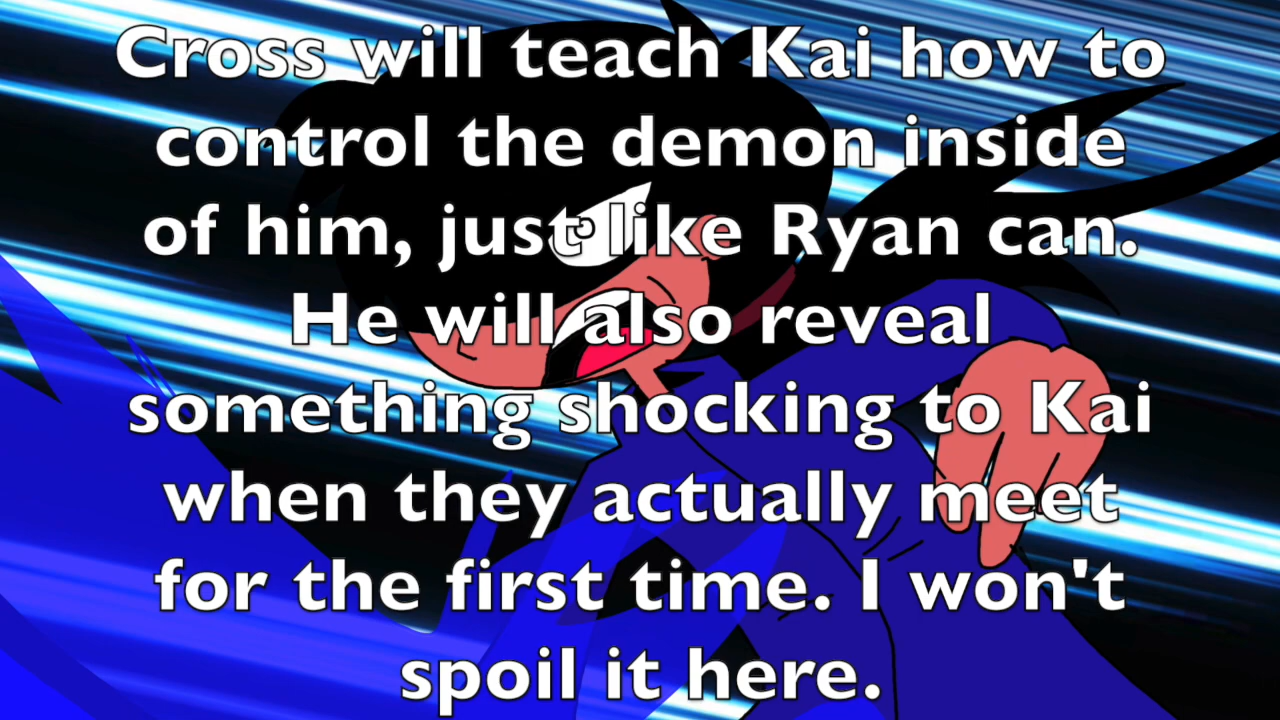 Cross will teach Kai how to
control the demon inside
of him, just like Ryan can.
He will also reveal
something shocking to Kai
when they actually meet
for the first time. I won't
spoil it here.